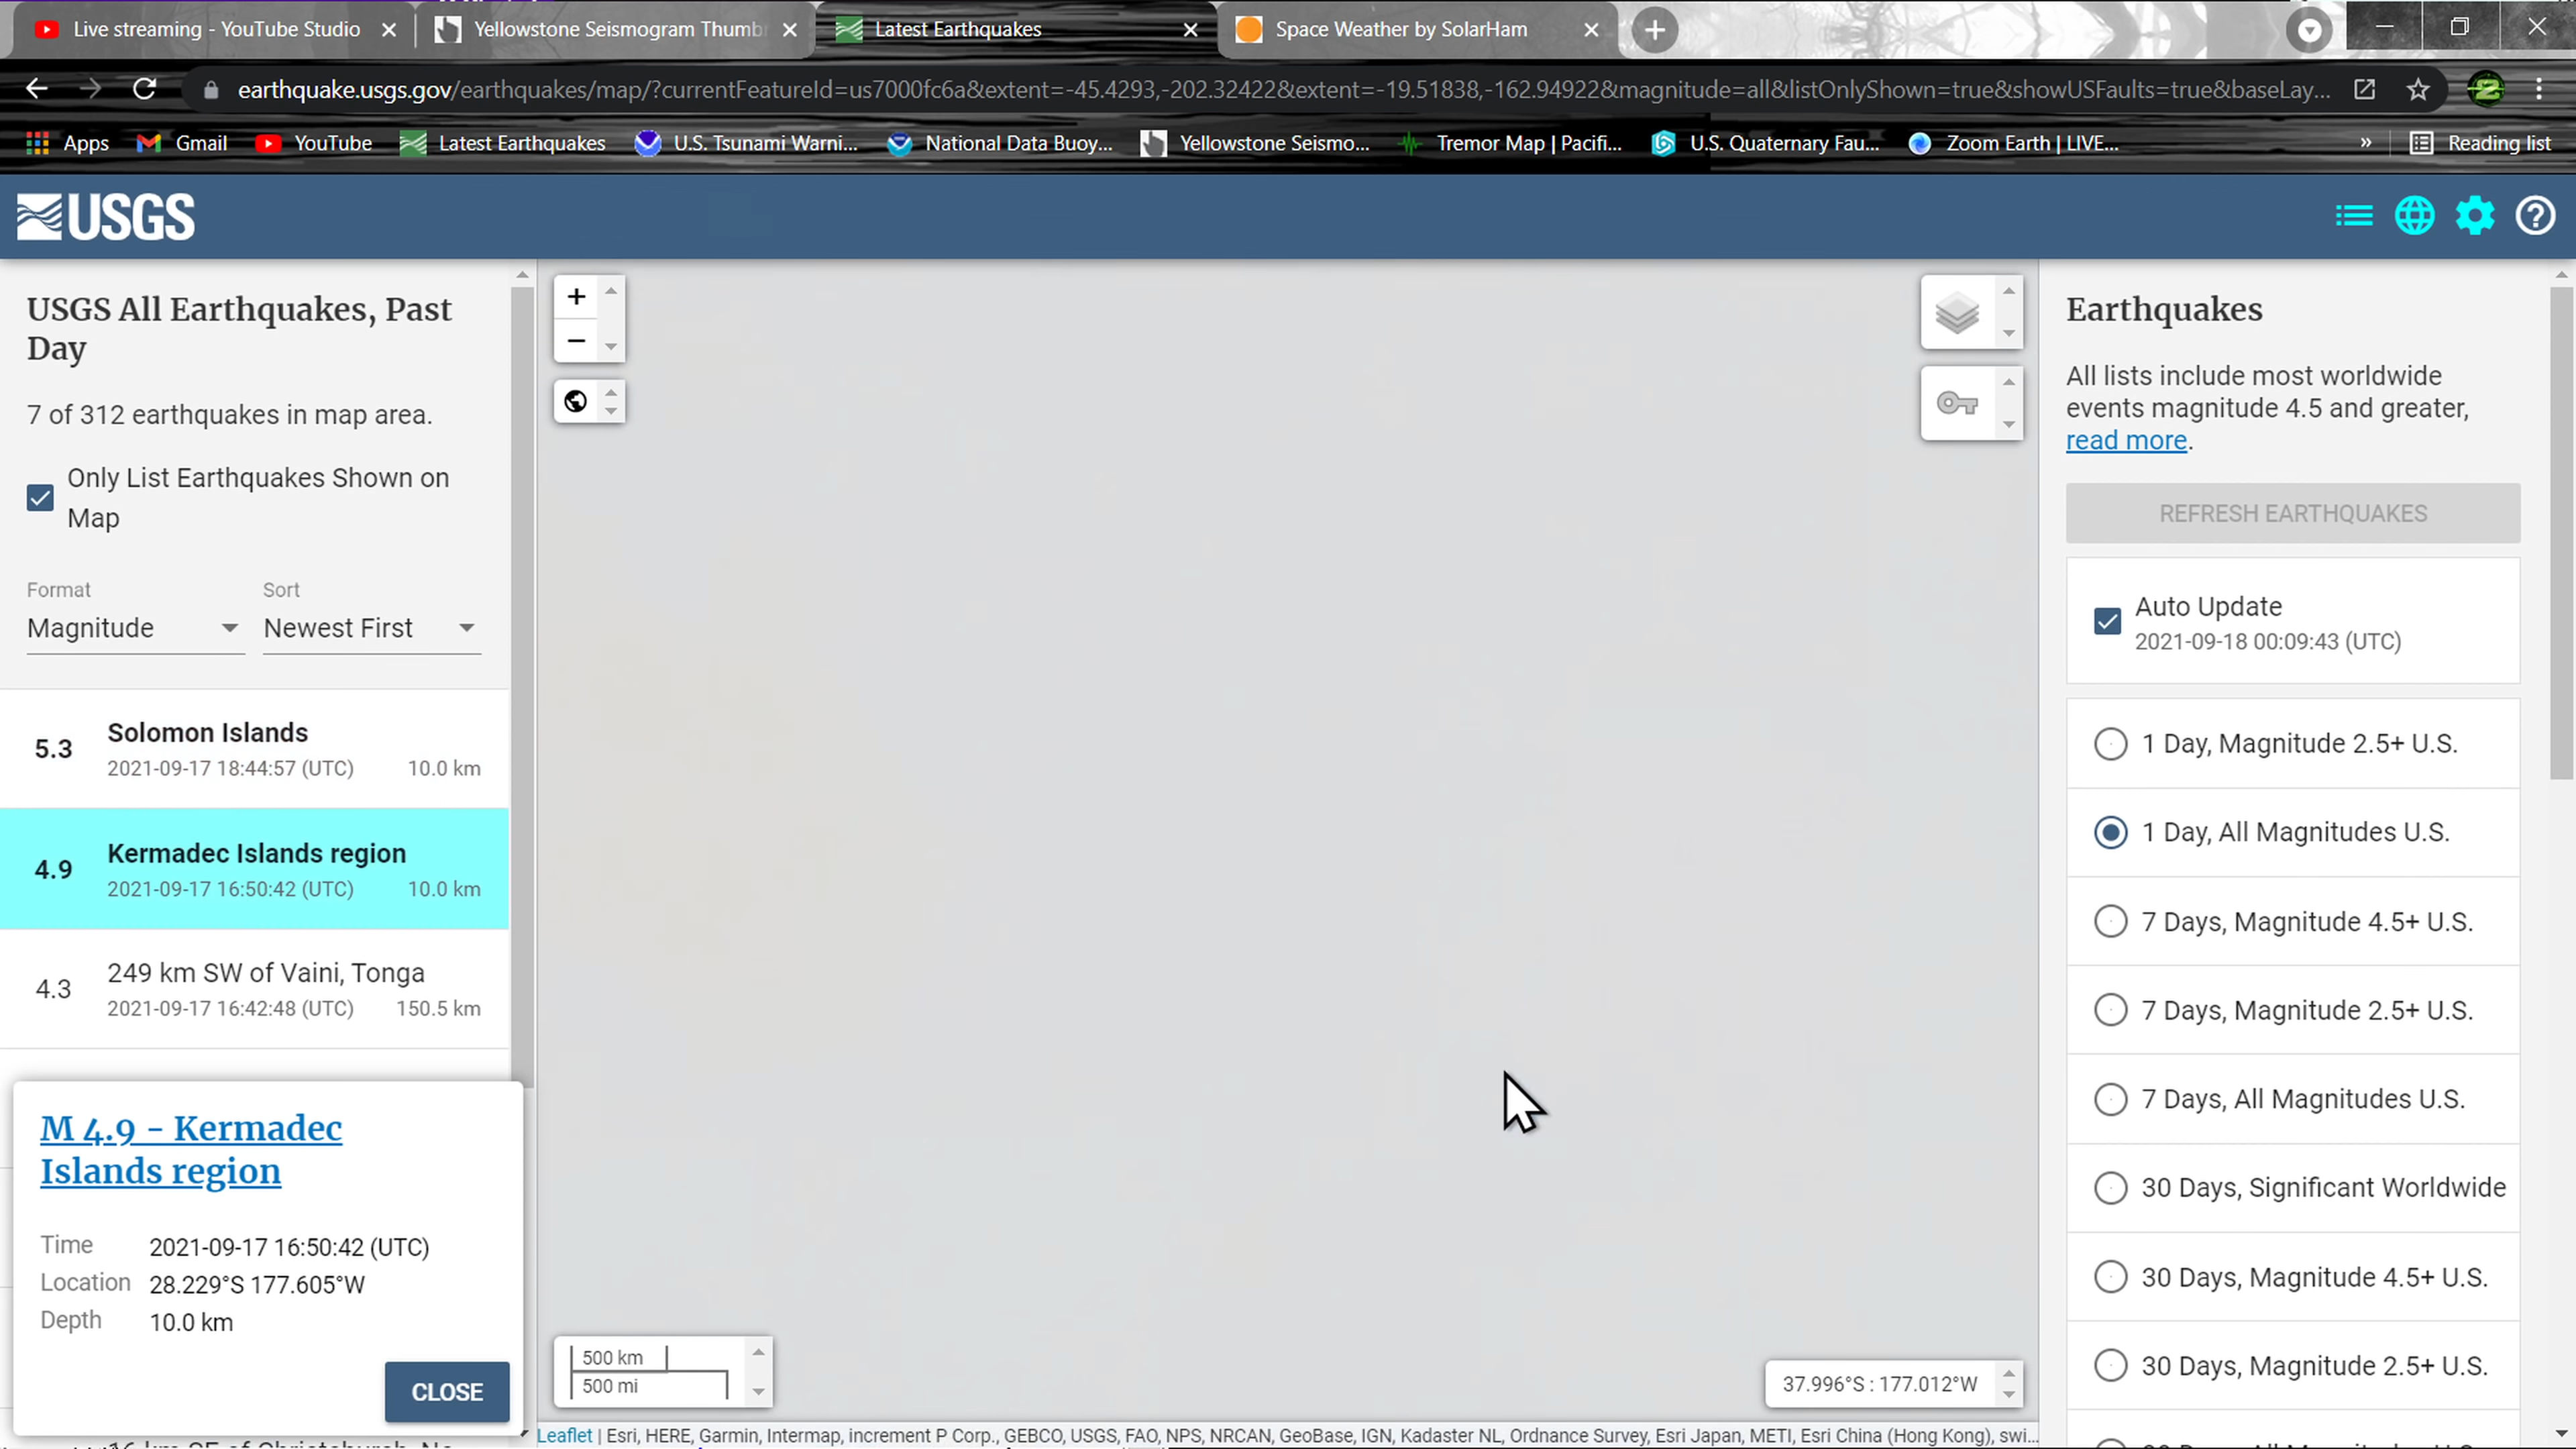 Live streaming - YouTube Studio
Yellowstone Seismogram Thumb
Latest Earthquakes
Space Weather by SolarHam
earthquake.usgs.gov/earthquakes/map/?currentFeatureId=us7000fc6a&extent=-45.4293,-202.32422&extent=-19.51838,-162.94922&magnitude=all&listOnlyShown=true&showUSFaults=true&baseLay...
Apps
Gmail
YouTube
Latest Earthquakes
U.S. Tsunami Warni...
National Data Buoy...
Yellowstone Seismo...
Tremor Map | Pacifi...
U.S. Quaternary Fau...
Zoom Earth | LIVE...
»
Reading list
USGS
USGS All Earthquakes, Past
Day
7 of 312 earthquakes in map area.
Only List Earthquakes Shown on
Map
Format
Sort
Magnitude
Newest First
5.3
Solomon Islands
2021-09-17 18:44:57 (UTC) 10.0 km
4.9
Kermadec Islands region
2021-09-17 16:50:42 (UTC) 10.0 km
4.3
249 km SW of Vaini, Tonga
2021-09-17 16:42:48 (UTC) 150.5 km
M 4.9 - Kermadec
Islands region
Time 2021-09-17 16:50:42 (UTC)
Location 28.229°S 177.605°W
Depth 10.0 km
CLOSE
+
−
500 km
500 mi
37.996°S : 177.012°W
Leaflet | Esri, HERE, Garmin, Intermap, increment P Corp., GEBCO, USGS, FAO, NPS, NRCAN, GeoBase, IGN, Kadaster NL, Ordnance Survey, Esri Japan, METI, Esri China (Hong Kong), swi...
Earthquakes
All lists include most worldwide
events magnitude 4.5 and greater,
read more.
REFRESH EARTHQUAKES
Auto Update
2021-09-18 00:09:43 (UTC)
1 Day, Magnitude 2.5+ U.S.
1 Day, All Magnitudes U.S.
7 Days, Magnitude 4.5+ U.S.
7 Days, Magnitude 2.5+ U.S.
7 Days, All Magnitudes U.S.
30 Days, Significant Worldwide
30 Days, Magnitude 4.5+ U.S.
30 Days, Magnitude 2.5+ U.S.